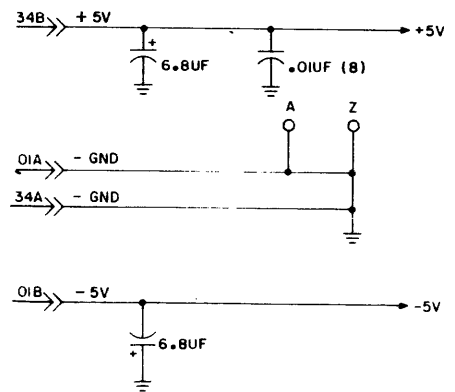 34B + 5V +5V
+
6.8UF .01UF (8)
A Z
01A - GND
34A - GND
01B - 5V -5V
6.8UF
+